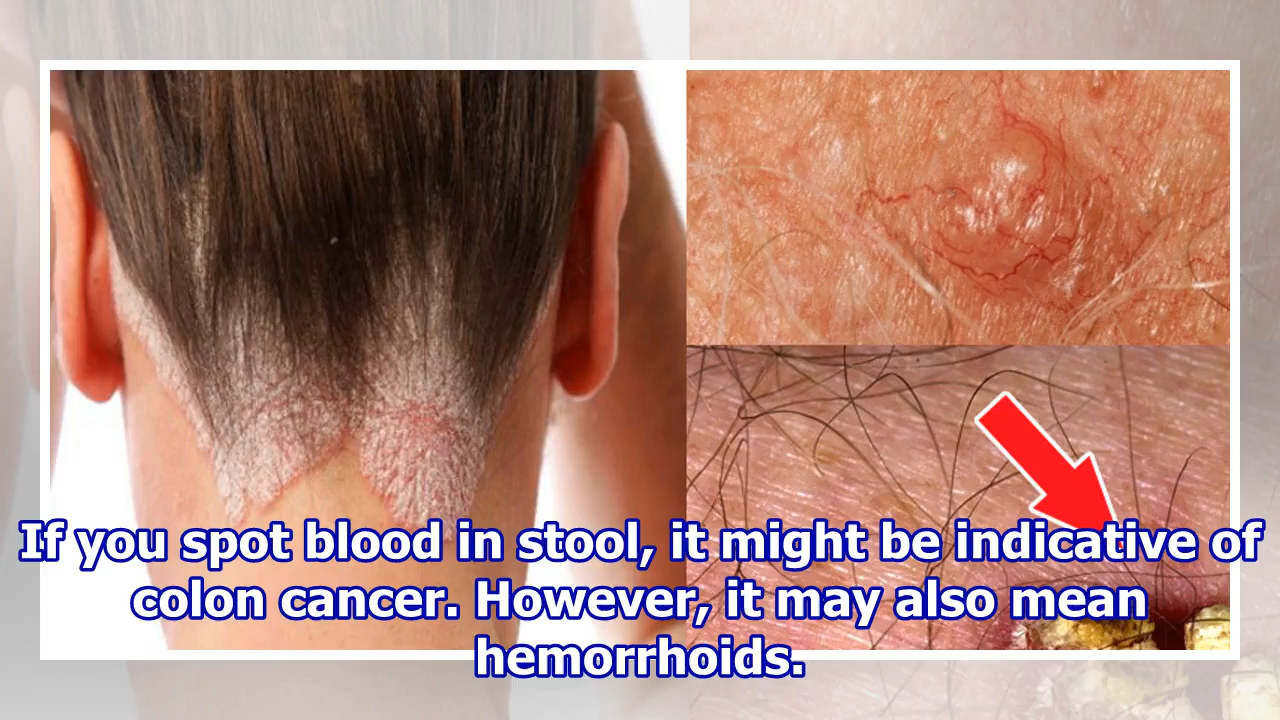 If you spot blood in stool, it might be indicative of
colon cancer. However, it may also mean
hemorrhoids.